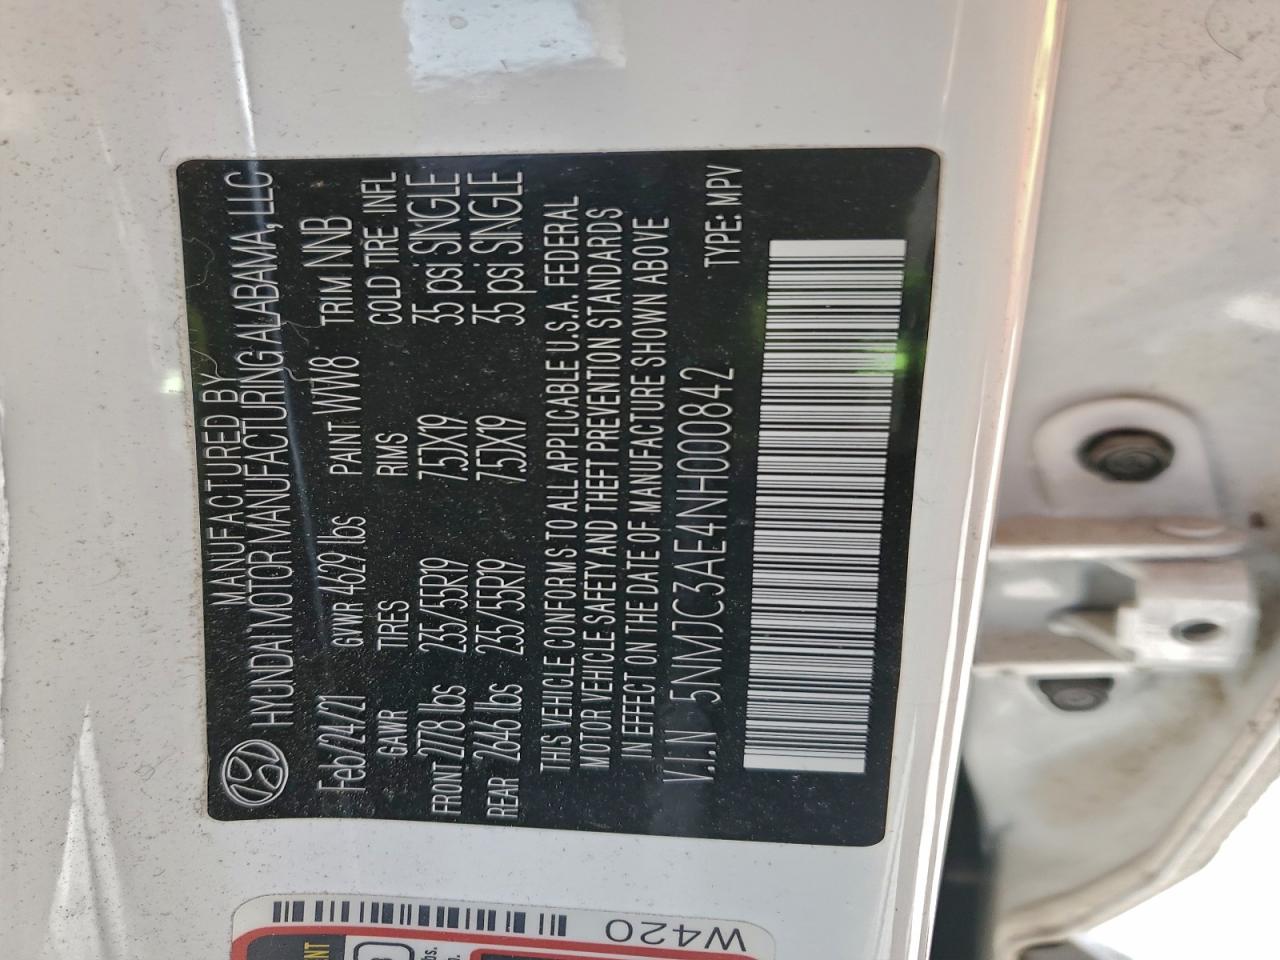 MANUFACTURED BY
HYUNDAI MOTOR MANUFACTURING ALABAMA, LLC
Feb/24/21 GVWR 4629 lbs PAINT WW8 TRIM NNB
GAWR TIRES RIMS COLD TIRE INFL
FRONT 2778 lbs 235/55R19 7.5JX19 35 psi SINGLE
REAR 2646 lbs 235/55R19 7.5JX19 35 psi SINGLE
THIS VEHICLE CONFORMS TO ALL APPLICABLE U.S.A. FEDERAL
MOTOR VEHICLE SAFETY AND THEFT PREVENTION STANDARDS
IN EFFECT ON THE DATE OF MANUFACTURE SHOWN ABOVE
V.I.N 5NMJC3AE4NH000842 TYPE: MPV
W420